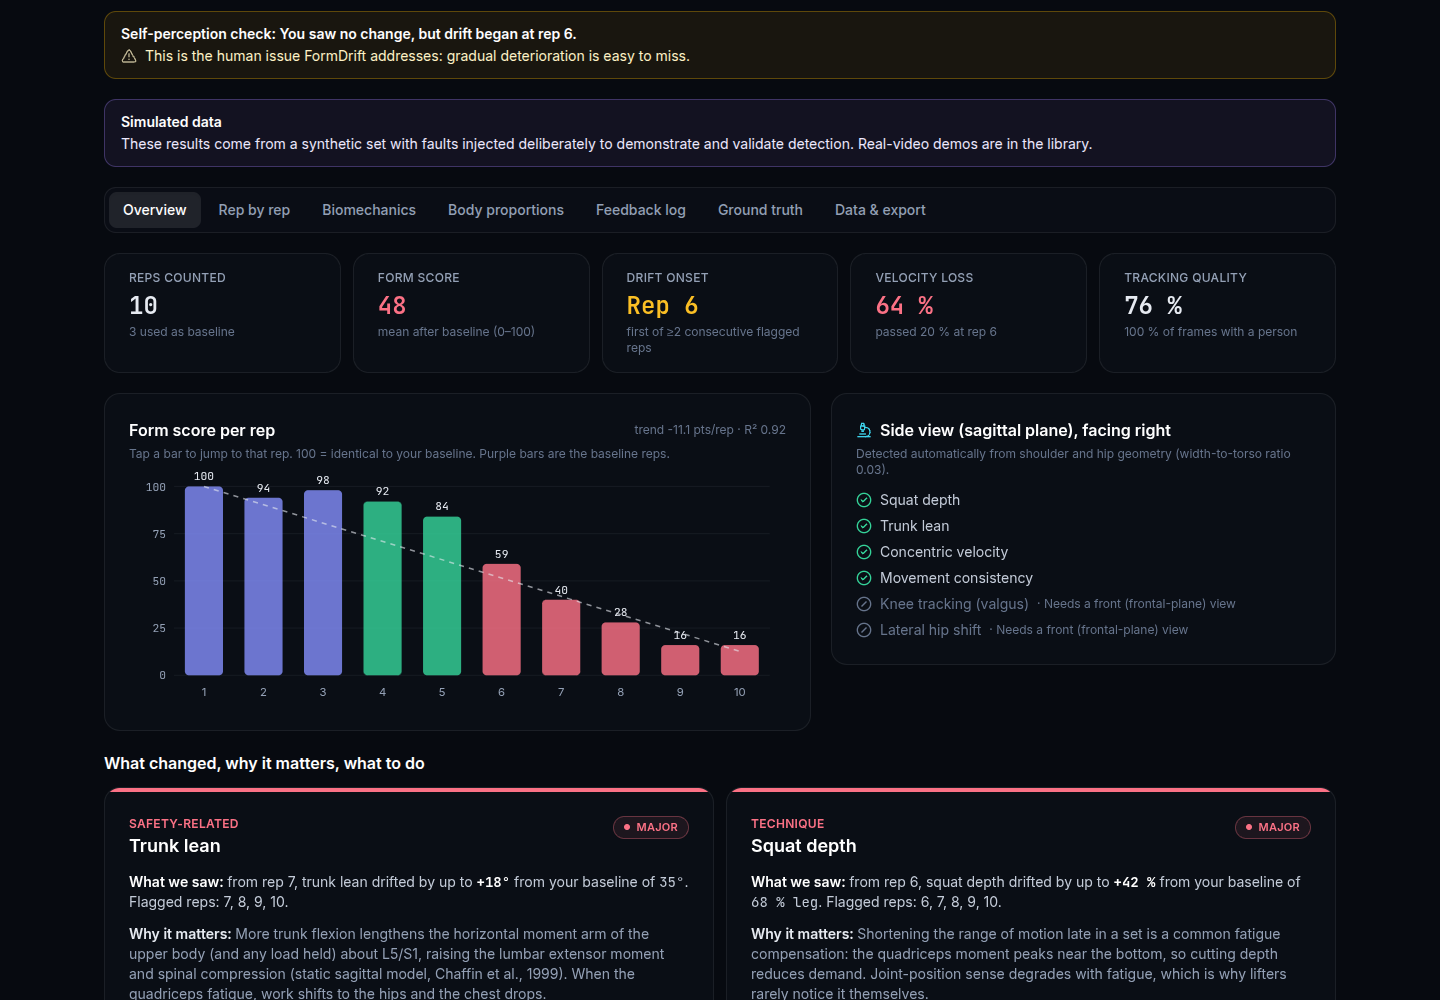 Self-perception check: You saw no change, but drift began at rep 6.
This is the human issue FormDrift addresses: gradual deterioration is easy to miss.
Simulated data
These results come from a synthetic set with faults injected deliberately to demonstrate and validate detection. Real-video demos are in the library.
Overview Rep by rep Biomechanics Body proportions Feedback log Ground truth Data & export
REPS COUNTED
10
3 used as baseline
FORM SCORE
48
mean after baseline (0–100)
DRIFT ONSET
Rep 6
first of ≥2 consecutive flagged
reps
VELOCITY LOSS
64 %
passed 20 % at rep 6
TRACKING QUALITY
76 %
100 % of frames with a person
Form score per rep
trend -11.1 pts/rep · R² 0.92
Tap a bar to jump to that rep. 100 = identical to your baseline. Purple bars are the baseline reps.
100 94 98 92 84 59 40 28 16 16
100
75
50
25
0
1 2 3 4 5 6 7 8 9 10
Side view (sagittal plane), facing right
Detected automatically from shoulder and hip geometry (width-to-torso ratio
0.03).
Squat depth
Trunk lean
Concentric velocity
Movement consistency
Knee tracking (valgus) · Needs a front (frontal-plane) view
Lateral hip shift · Needs a front (frontal-plane) view
What changed, why it matters, what to do
SAFETY-RELATED
MAJOR
Trunk lean
What we saw: from rep 7, trunk lean drifted by up to +18° from your baseline of 35°.
Flagged reps: 7, 8, 9, 10.
Why it matters: More trunk flexion lengthens the horizontal moment arm of the
upper body (and any load held) about L5/S1, raising the lumbar extensor moment
and spinal compression (static sagittal model, Chaffin et al., 1999). When the
quadriceps fatigue, work shifts to the hips and the chest drops.
TECHNIQUE
MAJOR
Squat depth
What we saw: from rep 6, squat depth drifted by up to +42 % from your baseline of
68 % leg. Flagged reps: 6, 7, 8, 9, 10.
Why it matters: Shortening the range of motion late in a set is a common fatigue
compensation: the quadriceps moment peaks near the bottom, so cutting depth
reduces demand. Joint-position sense degrades with fatigue, which is why lifters
rarely notice it themselves.